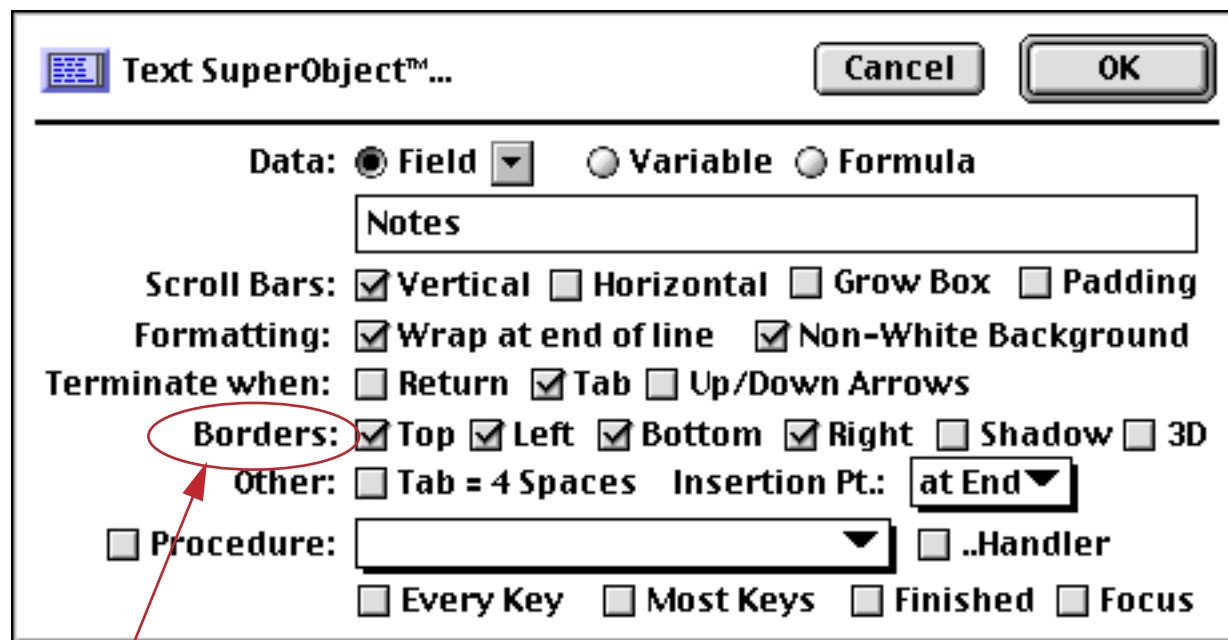 Text SuperObject™... Cancel OK
Data: Field Variable Formula
Notes
Scroll Bars: Vertical Horizontal Grow Box Padding
Formatting: Wrap at end of line Non-White Background
Terminate when: Return Tab Up/Down Arrows
Borders: Top Left Bottom Right Shadow 3D
Other: Tab = 4 Spaces Insertion Pt.: at End
Procedure: ..Handler
Every Key Most Keys Finished Focus